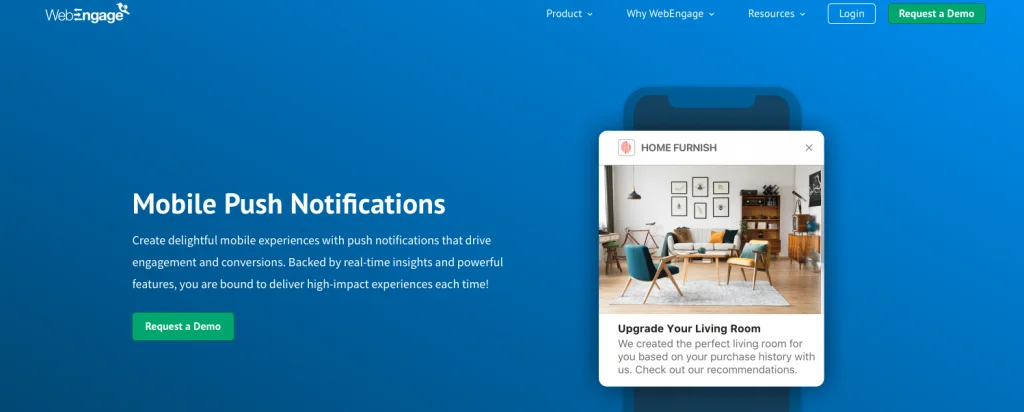 WebEngage
Product
Why WebEngage
Resources
Login
Request a Demo
HOME FURNISH
Mobile Push Notifications
Create delightful mobile experiences with push notifications that drive
engagement and conversions. Backed by real-time insights and powerful
features, you are bound to deliver high-impact experiences each time!
Request a Demo
Upgrade Your Living Room
We created the perfect living room for
you based on your purchase history with
us. Check out our recommendations.